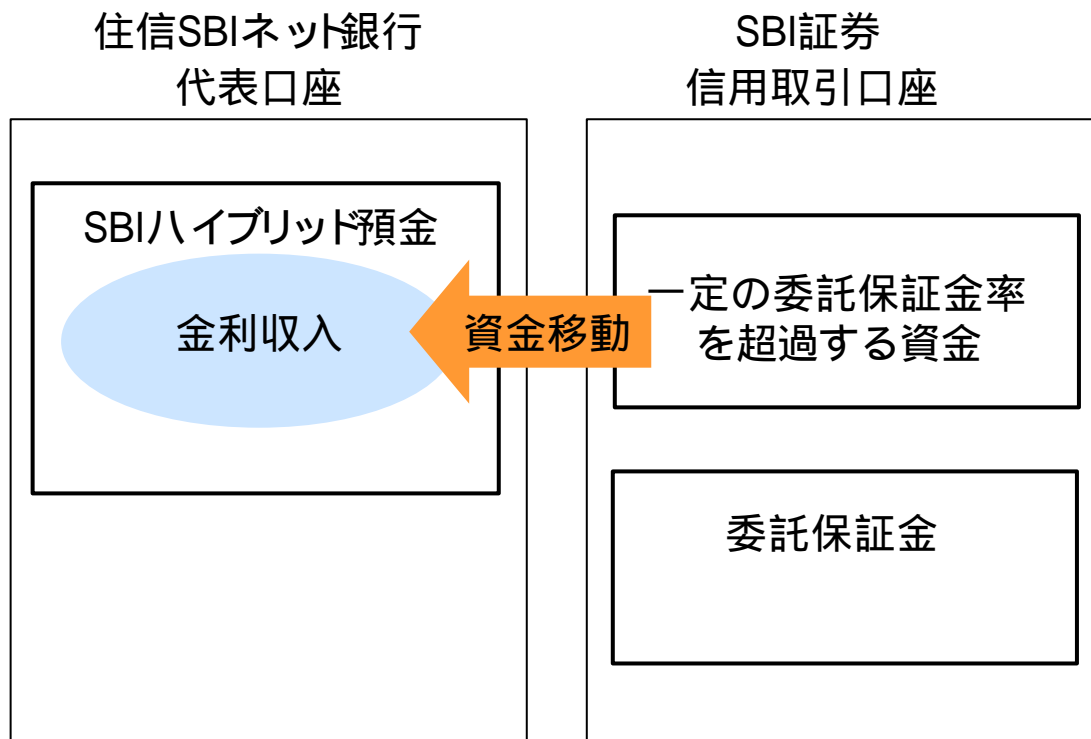 住信SBIネット銀行
代表口座
SBIハイブリッド預金
金利収入
資金移動
SBI証券
信用取引口座
一定の委託保証金率
を超過する資金
委託保証金